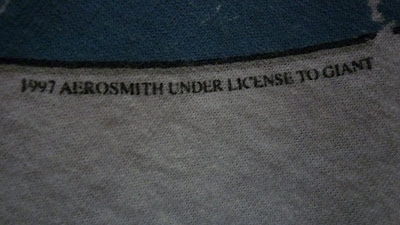 1997 AEROSMITH UNDER LICENSE TO GIANT